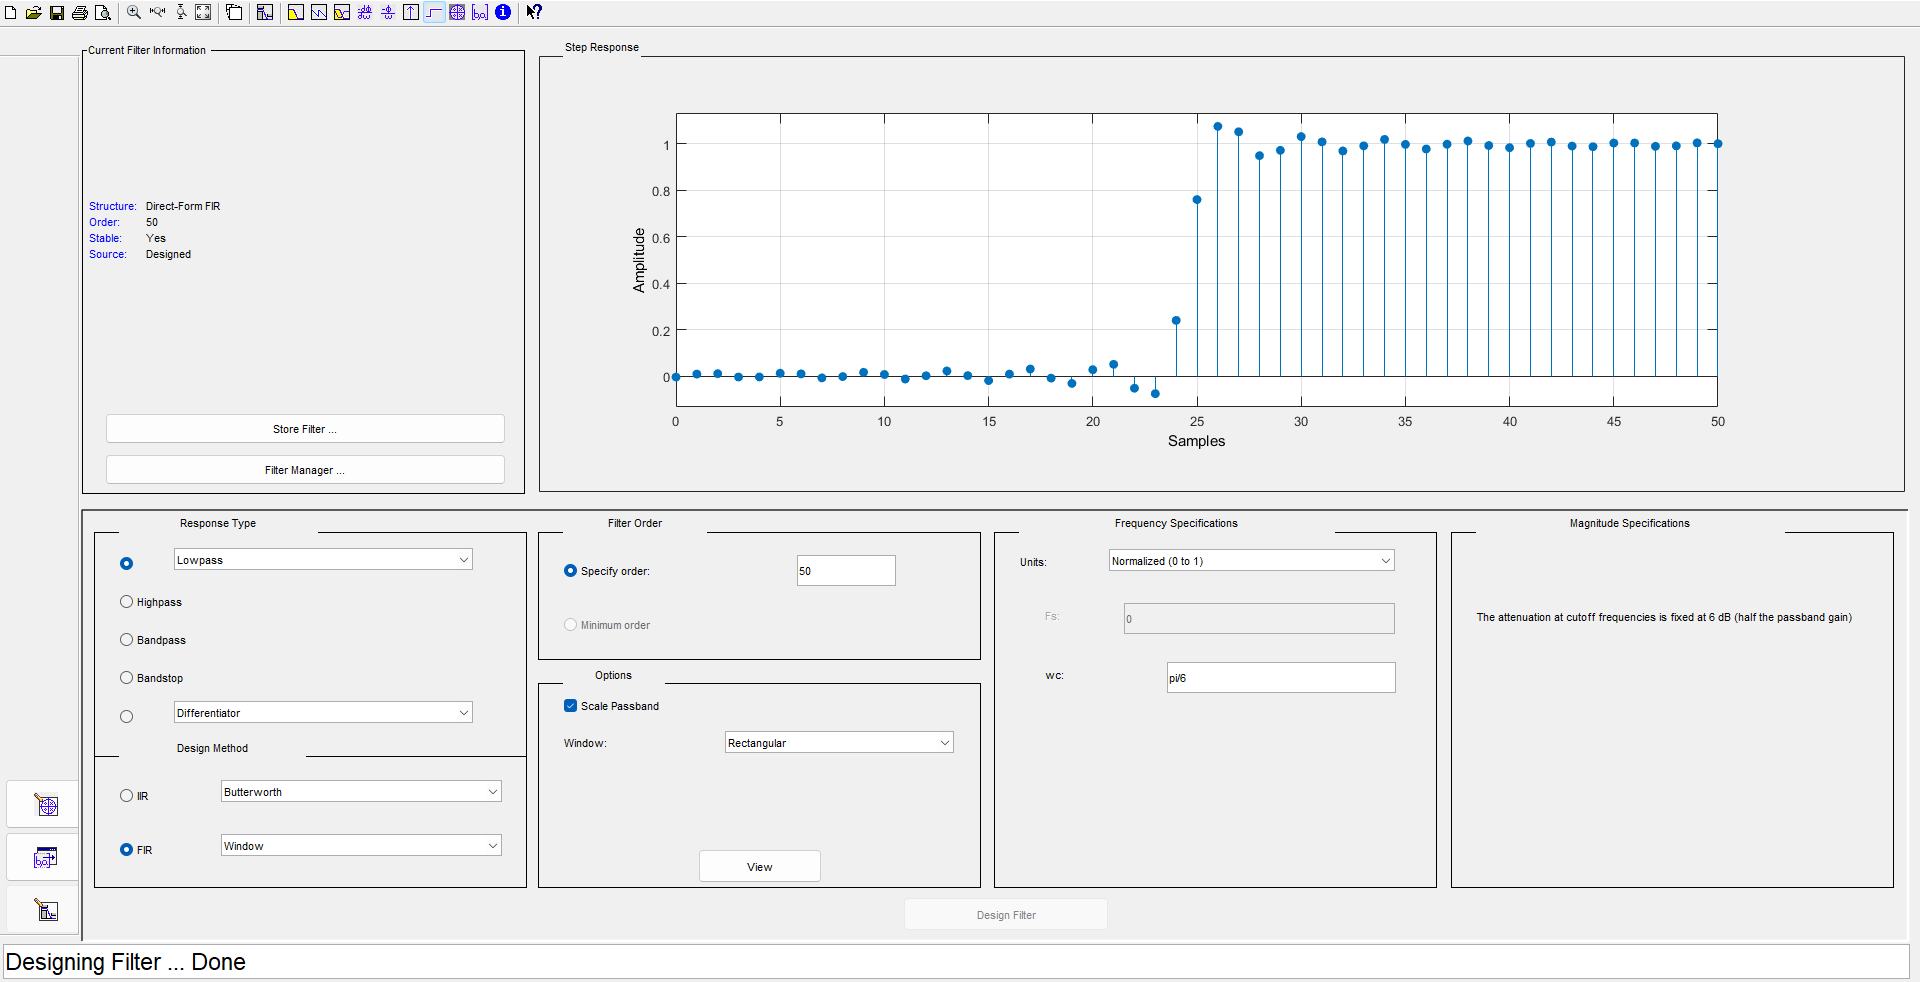 Current Filter Information
Structure: Direct-Form FIR
Order: 50
Stable: Yes
Source: Designed
Store Filter ...
Filter Manager ...
Step Response
Amplitude
1
0.8
0.6
0.4
0.2
0
0 5 10 15 20 25 30 35 40 45 50
Samples
Response Type
Lowpass
Highpass
Bandpass
Bandstop
Differentiator
Design Method
IIR Butterworth
FIR Window
Filter Order
Specify order: 50
Minimum order
Options
Scale Passband
Window: Rectangular
View
Frequency Specifications
Units: Normalized (0 to 1)
Fs: 0
wc: pi/6
Magnitude Specifications
The attenuation at cutoff frequencies is fixed at 6 dB (half the passband gain)
Design Filter
Designing Filter ... Done